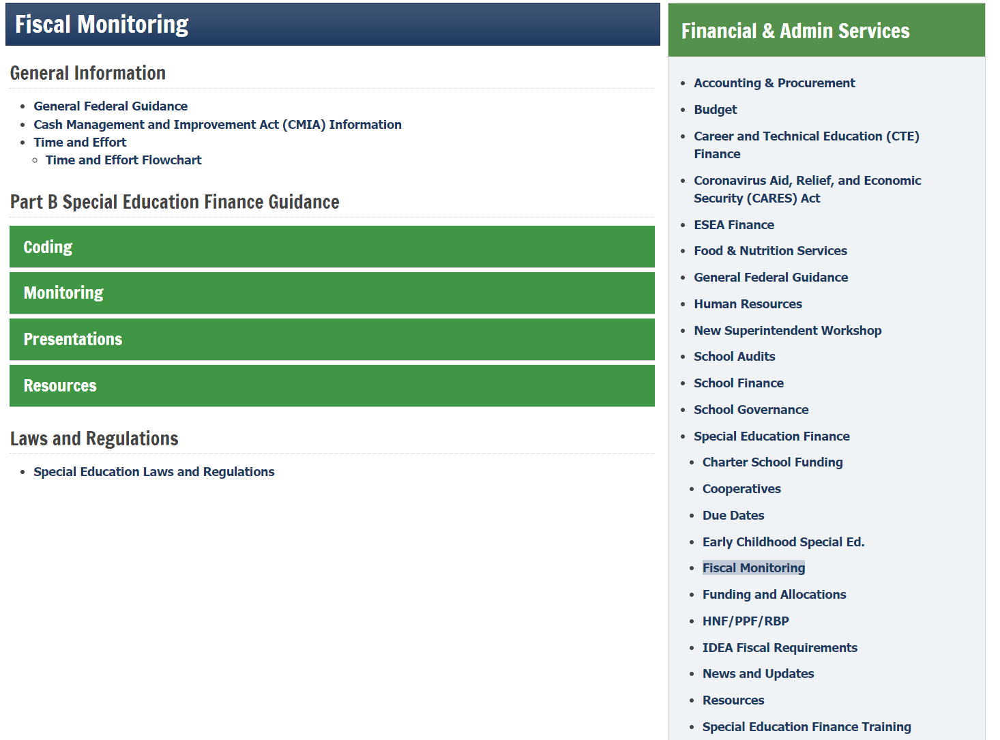 Fiscal Monitoring
General Information
General Federal Guidance
Cash Management and Improvement Act (CMIA) Information
Time and Effort
Time and Effort Flowchart
Part B Special Education Finance Guidance
Coding
Monitoring
Presentations
Resources
Laws and Regulations
Special Education Laws and Regulations
Financial & Admin Services
Accounting & Procurement
Budget
Career and Technical Education (CTE)
Finance
Coronavirus Aid, Relief, and Economic
Security (CARES) Act
ESEA Finance
Food & Nutrition Services
General Federal Guidance
Human Resources
New Superintendent Workshop
School Audits
School Finance
School Governance
Special Education Finance
Charter School Funding
Cooperatives
Due Dates
Early Childhood Special Ed.
Fiscal Monitoring
Funding and Allocations
HNF/PPF/RBP
IDEA Fiscal Requirements
News and Updates
Resources
Special Education Finance Training